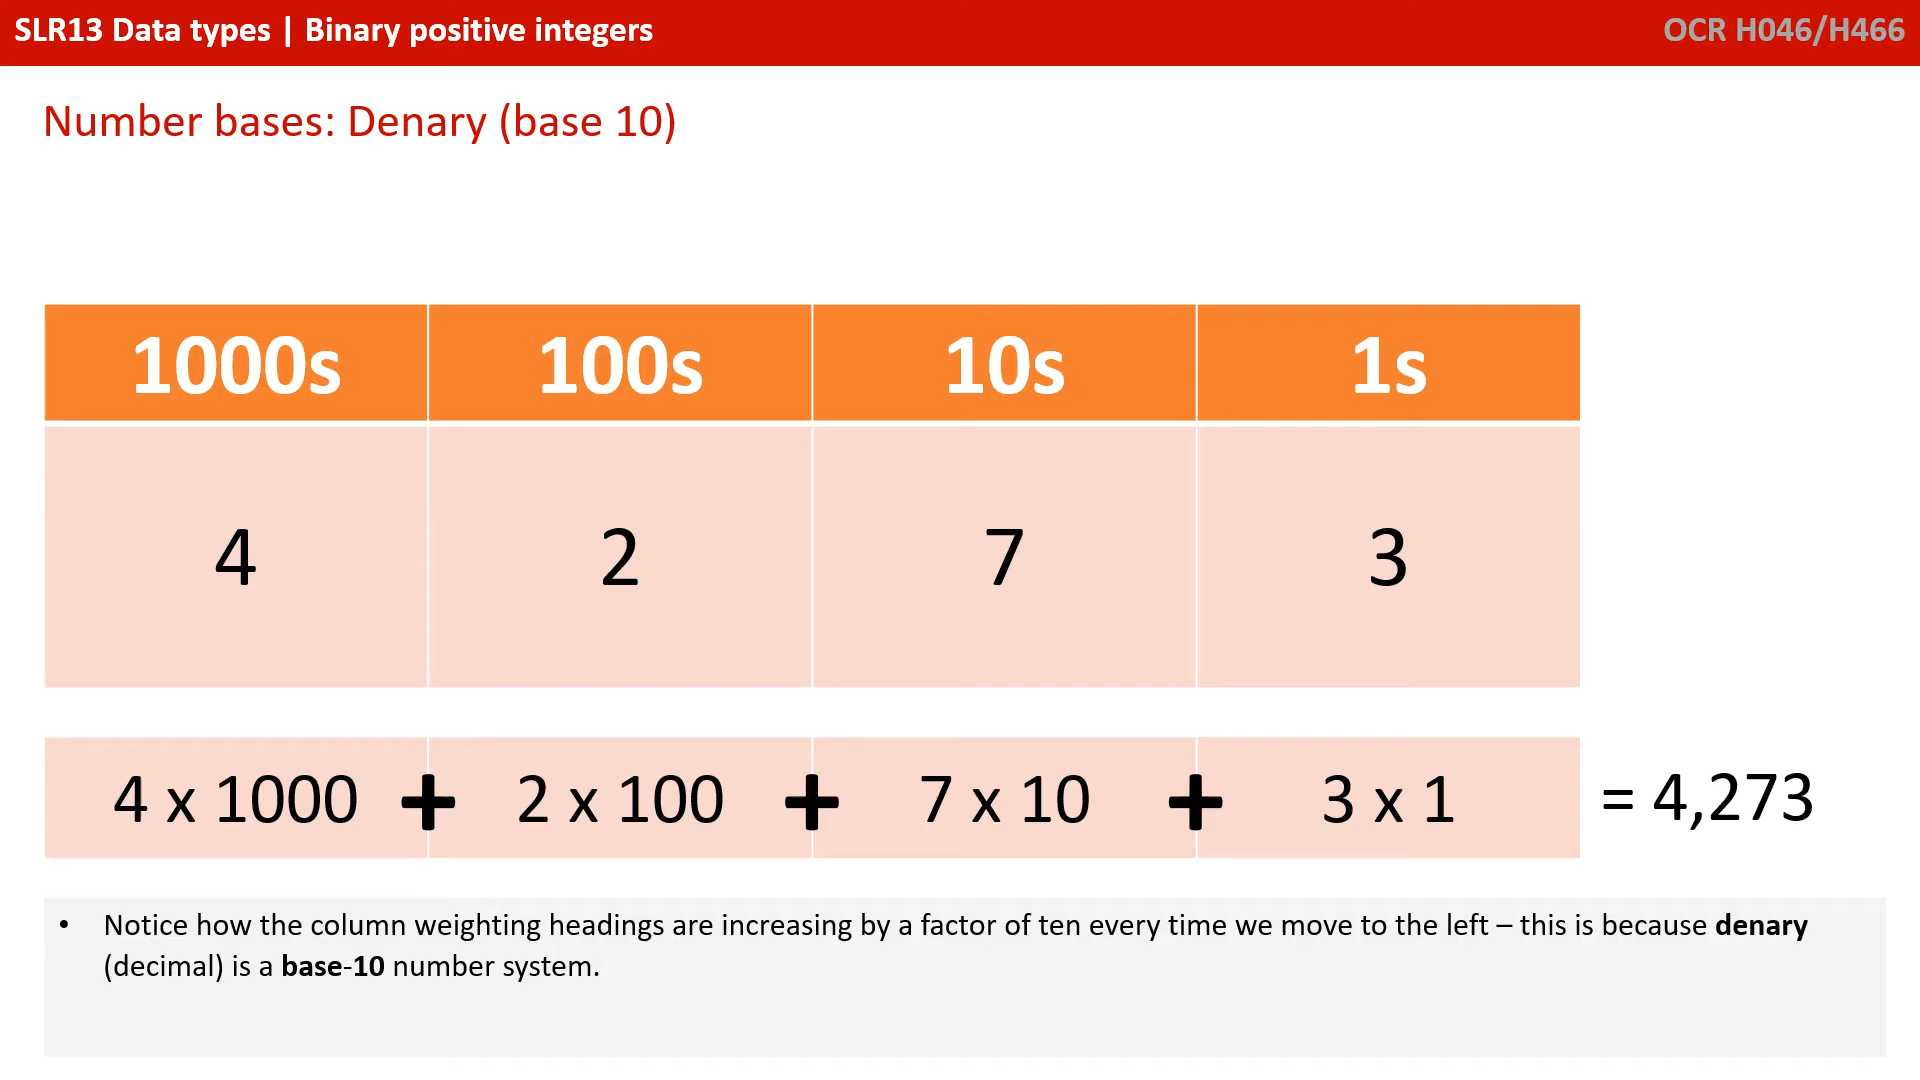 SLR13 Data types | Binary positive integers
OCR H046/H466
Number bases: Denary (base 10)
1000s 100s 10s 1s
4 2 7 3
4 x 1000 + 2 x 100 + 7 x 10 + 3 x 1 = 4,273
• Notice how the column weighting headings are increasing by a factor of ten every time we move to the left – this is because denary
(decimal) is a base-10 number system.